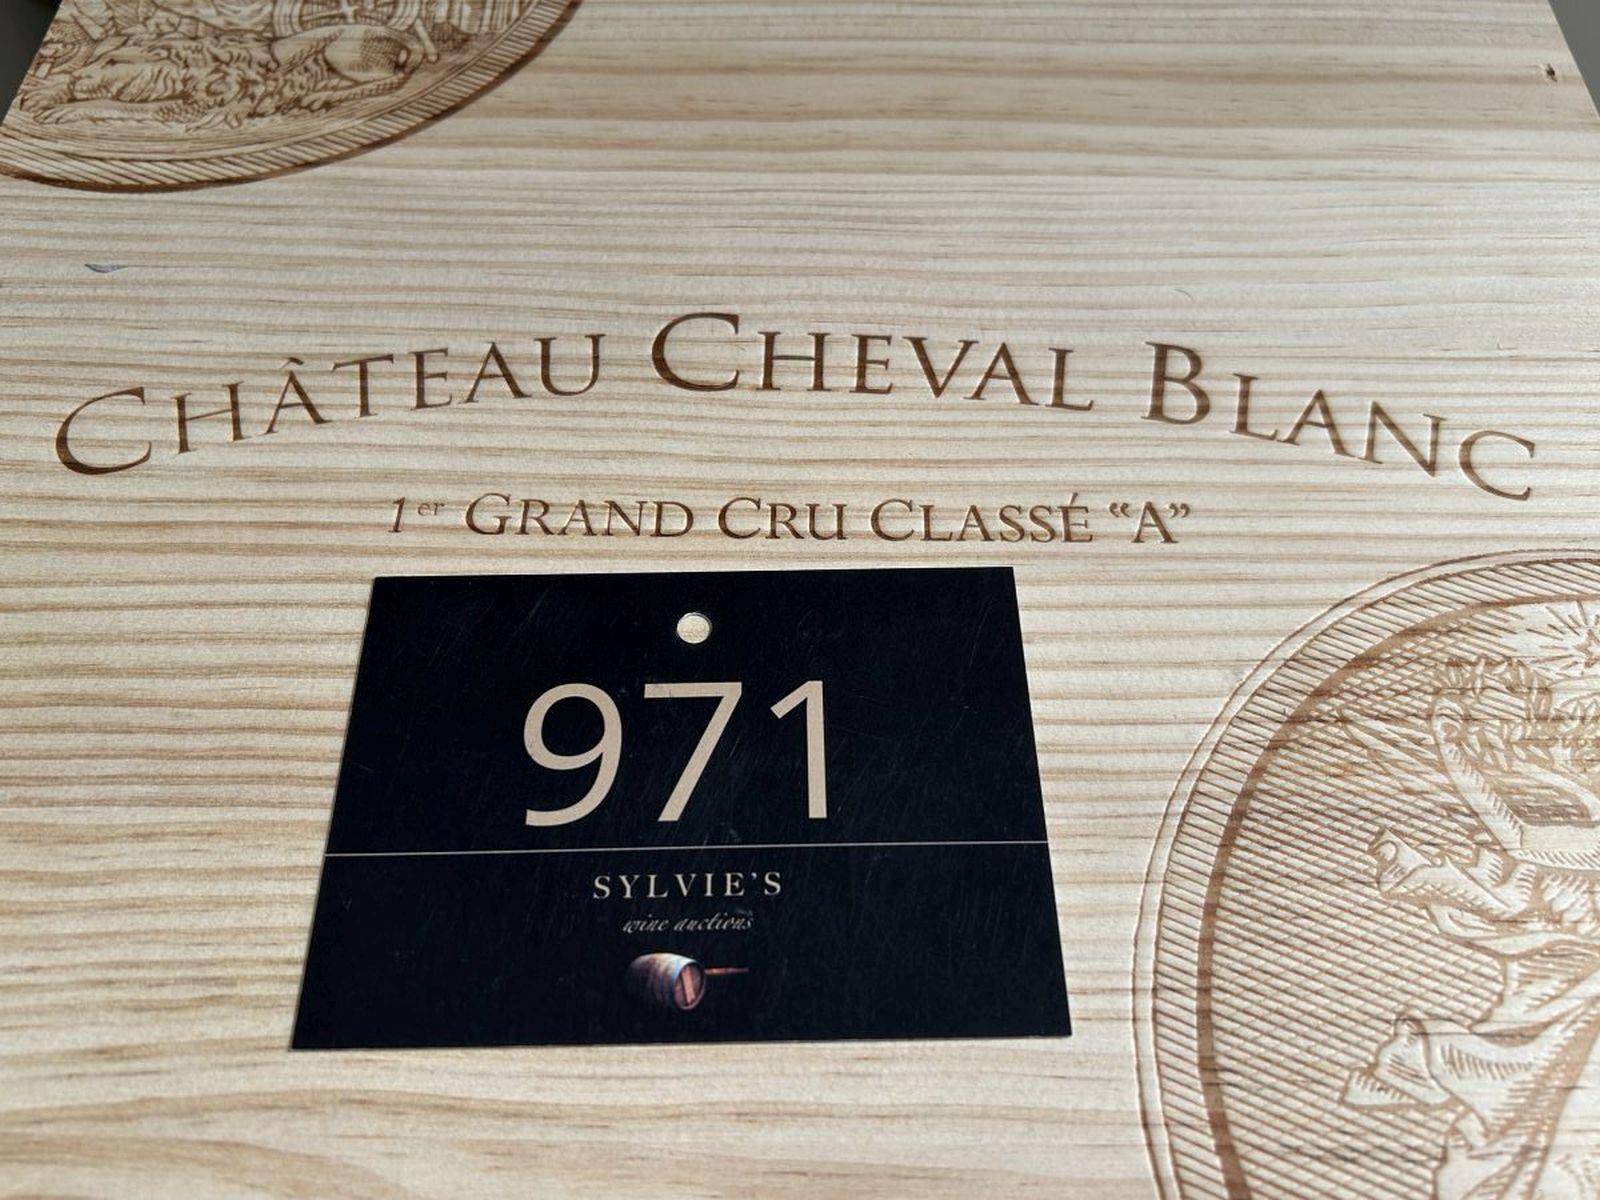 CHÂTEAU CHEVAL BLANC
1er GRAND CRU CLASSÉ “A”
971
SYLVIE'S
wine auctions